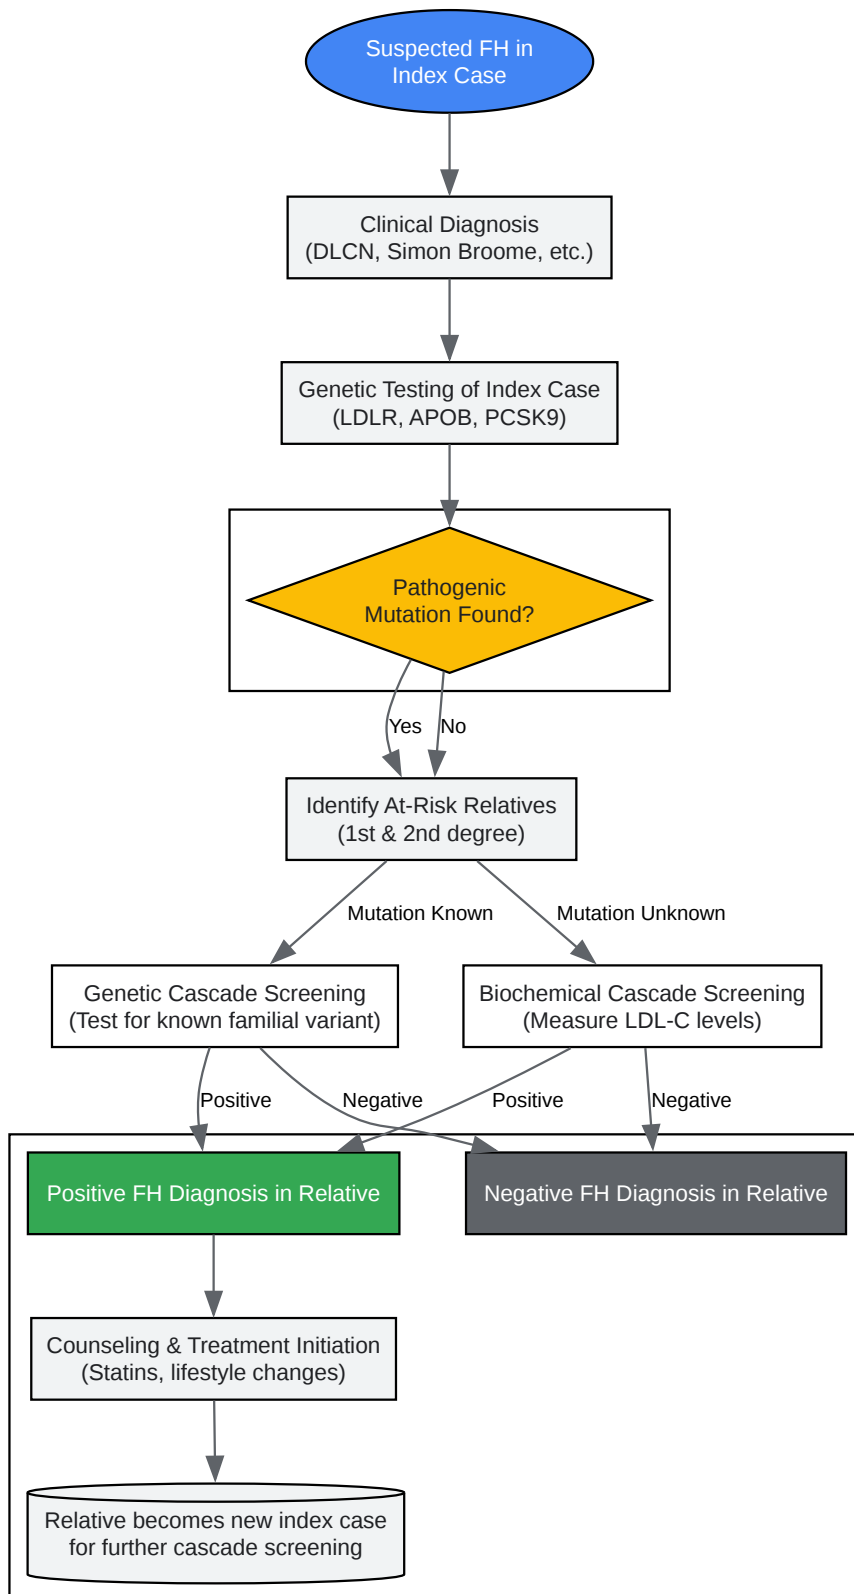 Suspected FH in
Index Case
Clinical Diagnosis
(DLCN, Simon Broome, etc.)
Genetic Testing of Index Case
(LDLR, APOB, PCSK9)
Pathogenic
Mutation Found?
Yes
No
Identify At-Risk Relatives
(1st & 2nd degree)
Mutation Known
Mutation Unknown
Genetic Cascade Screening
(Test for known familial variant)
Biochemical Cascade Screening
(Measure LDL-C levels)
Positive
Negative
Positive
Negative
Positive FH Diagnosis in Relative
Negative FH Diagnosis in Relative
Counseling & Treatment Initiation
(Statins, lifestyle changes)
Relative becomes new index case
for further cascade screening